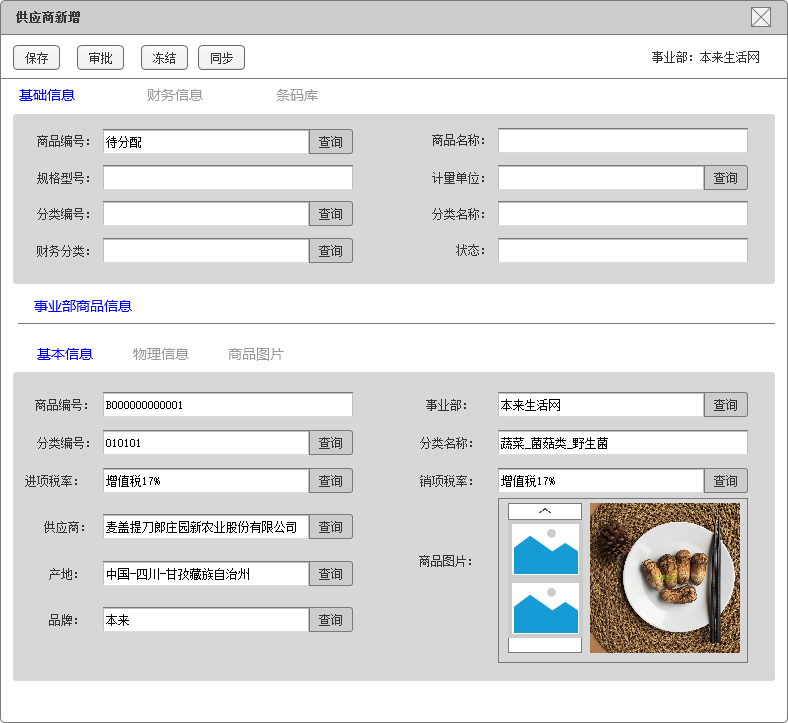 供应商新增
保存 审批 冻结 同步 事业部：本来生活网
基础信息 财务信息 条码库
商品编号： 待分配 查询 商品名称：
规格型号： 计量单位： 查询
分类编号： 查询 分类名称：
财务分类： 查询 状态：
事业部商品信息
基本信息 物理信息 商品图片
商品编号： B000000000001 事业部： 本来生活网 查询
分类编号： 010101 查询 分类名称： 蔬菜_菌菇类_野生菌
进项税率： 增值税17% 查询 销项税率： 增值税17% 查询
供应商： 麦盖提刀郎庄园新农业股份有限公司 查询
商品图片：
产地： 中国-四川-甘孜藏族自治州 查询
品牌： 本来 查询